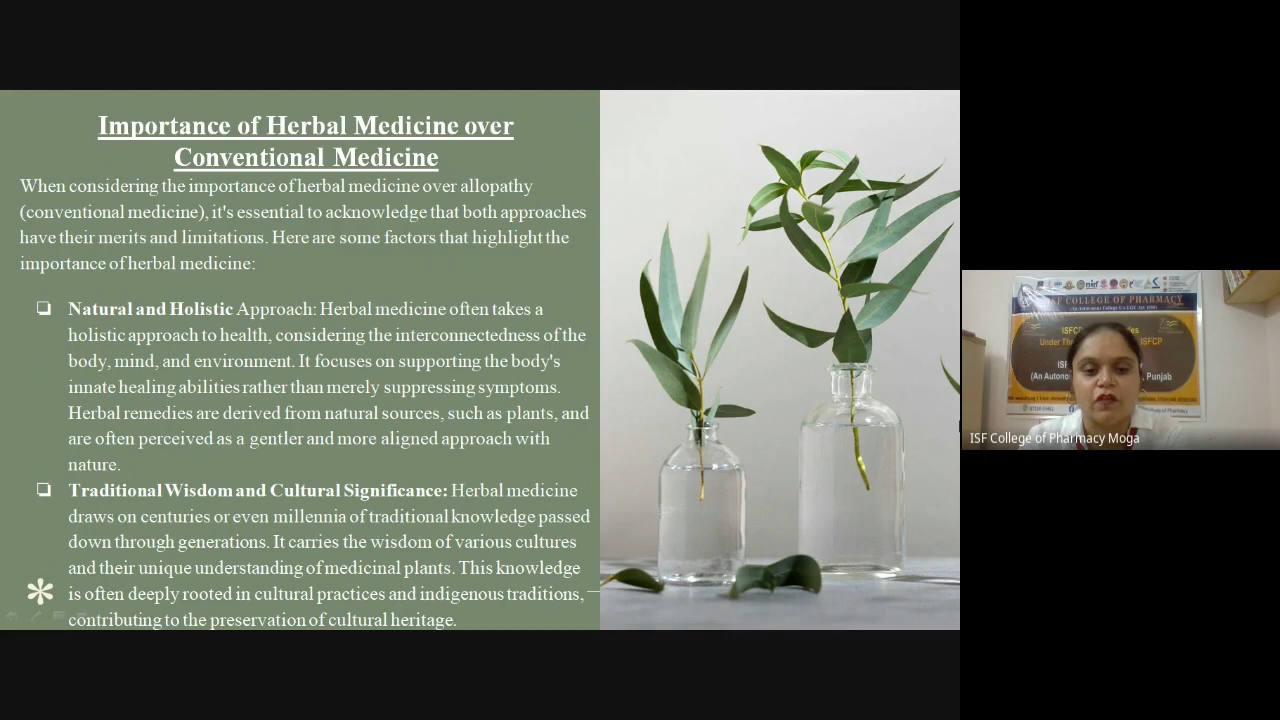 Importance of Herbal Medicine over
Conventional Medicine
When considering the importance of herbal medicine over allopathy
(conventional medicine), it's essential to acknowledge that both approaches
have their merits and limitations. Here are some factors that highlight the
importance of herbal medicine:
❑ Natural and Holistic Approach: Herbal medicine often takes a
holistic approach to health, considering the interconnectedness of the
body, mind, and environment. It focuses on supporting the body's
innate healing abilities rather than merely suppressing symptoms.
Herbal remedies are derived from natural sources, such as plants, and
are often perceived as a gentler and more aligned approach with
nature.
❑ Traditional Wisdom and Cultural Significance: Herbal medicine
draws on centuries or even millennia of traditional knowledge passed
down through generations. It carries the wisdom of various cultures
and their unique understanding of medicinal plants. This knowledge
is often deeply rooted in cultural practices and indigenous traditions,
contributing to the preservation of cultural heritage.
ISF COLLEGE OF PHARMACY
ISFCP
Under ISFCP
(An Punjab
ISF College of Pharmacy Moga